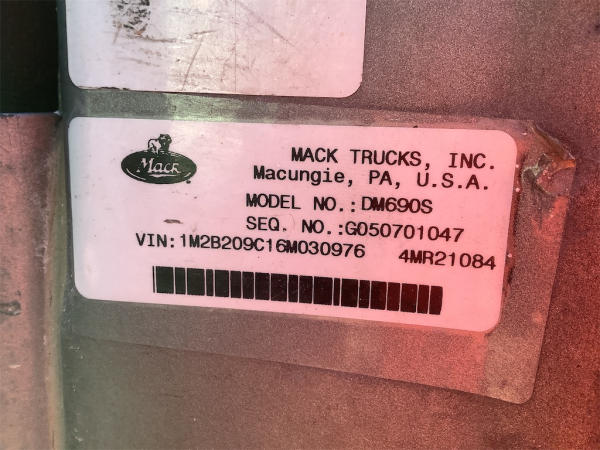 Mack
MACK TRUCKS, INC.
Macungie, PA, U.S.A.
MODEL NO.:DM690S
SEQ. NO.:G050701047
VIN:1M2B209C16M030976 4MR21084